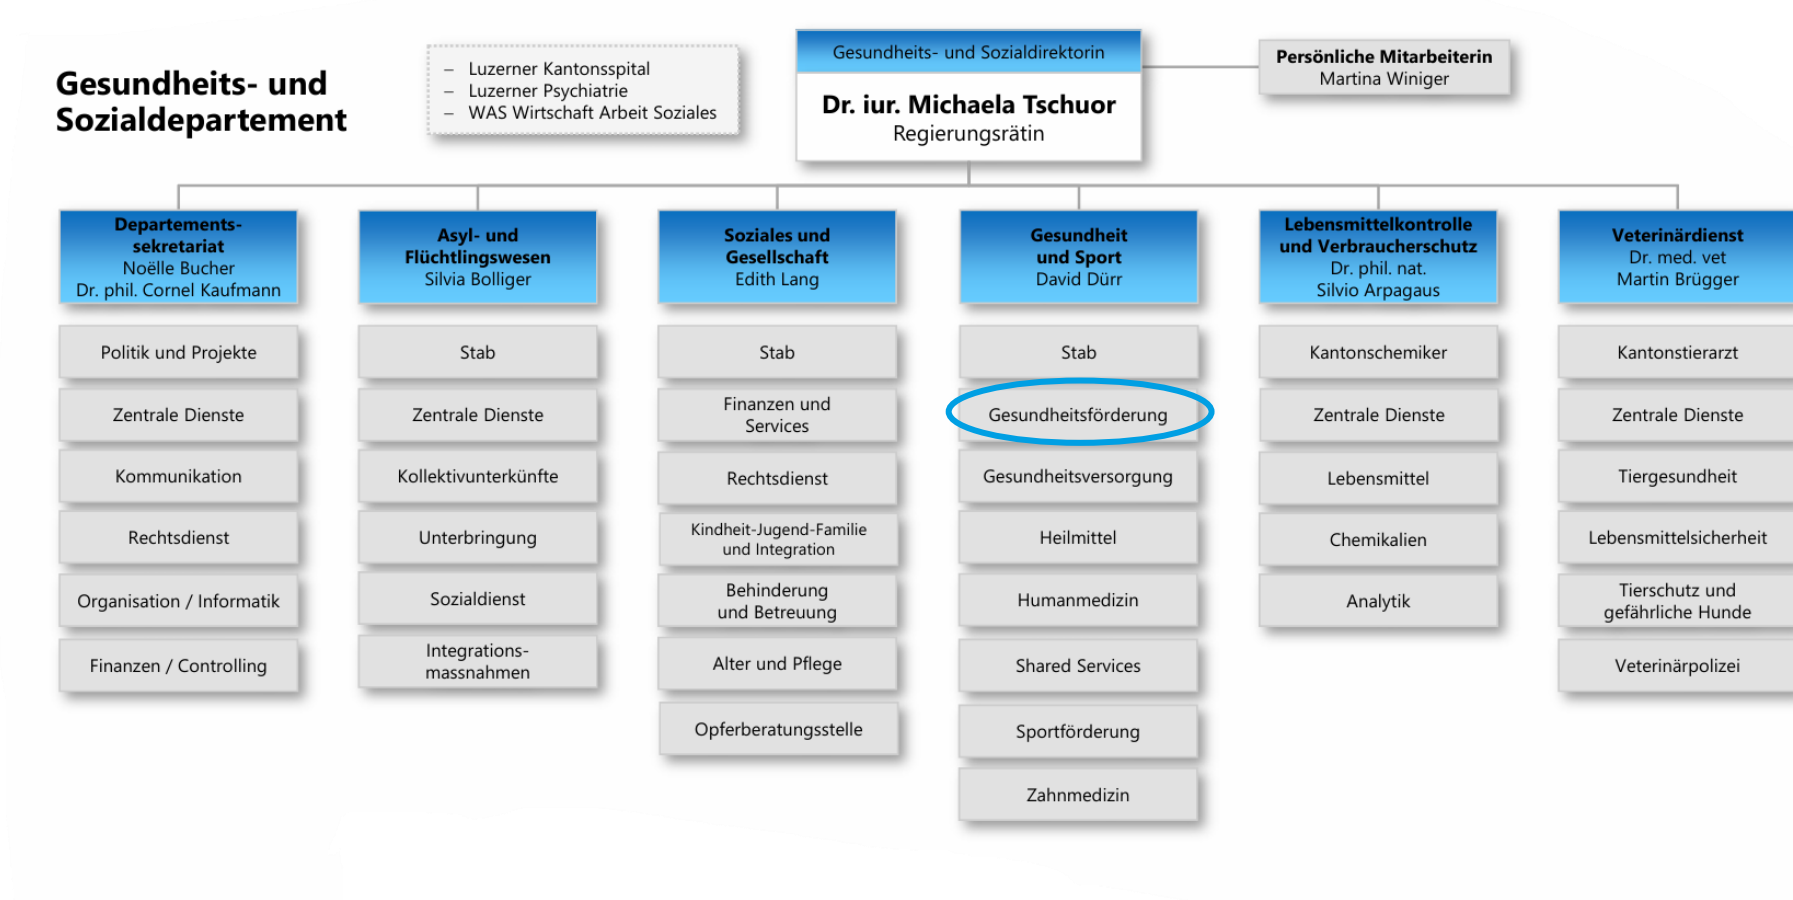 Gesundheits- und
Sozialdepartement
– Luzerner Kantonsspital
– Luzerner Psychiatrie
– WAS Wirtschaft Arbeit Soziales
Gesundheits- und Sozialdirektorin
Dr. iur. Michaela Tschuor
Regierungsrätin
Persönliche Mitarbeiterin
Martina Winiger
Departements-
sekretariat
Noëlle Bucher
Dr. phil. Cornel Kaufmann
Politik und Projekte
Zentrale Dienste
Kommunikation
Rechtsdienst
Organisation / Informatik
Finanzen / Controlling
Asyl- und
Flüchtlingswesen
Silvia Bolliger
Stab
Zentrale Dienste
Kollektivunterkünfte
Unterbringung
Sozialdienst
Integrations-
massnahmen
Soziales und
Gesellschaft
Edith Lang
Stab
Finanzen und
Services
Rechtsdienst
Kindheit-Jugend-Familie
und Integration
Behinderung
und Betreuung
Alter und Pflege
Opferberatungsstelle
Gesundheit
und Sport
David Dürr
Stab
Gesundheitsförderung
Gesundheitsversorgung
Heilmittel
Humanmedizin
Shared Services
Sportförderung
Zahnmedizin
Lebensmittelkontrolle
und Verbraucherschutz
Dr. phil. nat.
Silvio Arpagaus
Kantonschemiker
Zentrale Dienste
Lebensmittel
Chemikalien
Analytik
Veterinärdienst
Dr. med. vet
Martin Brügger
Kantonstierarzt
Zentrale Dienste
Tiergesundheit
Lebensmittelsicherheit
Tierschutz und
gefährliche Hunde
Veterinärpolizei